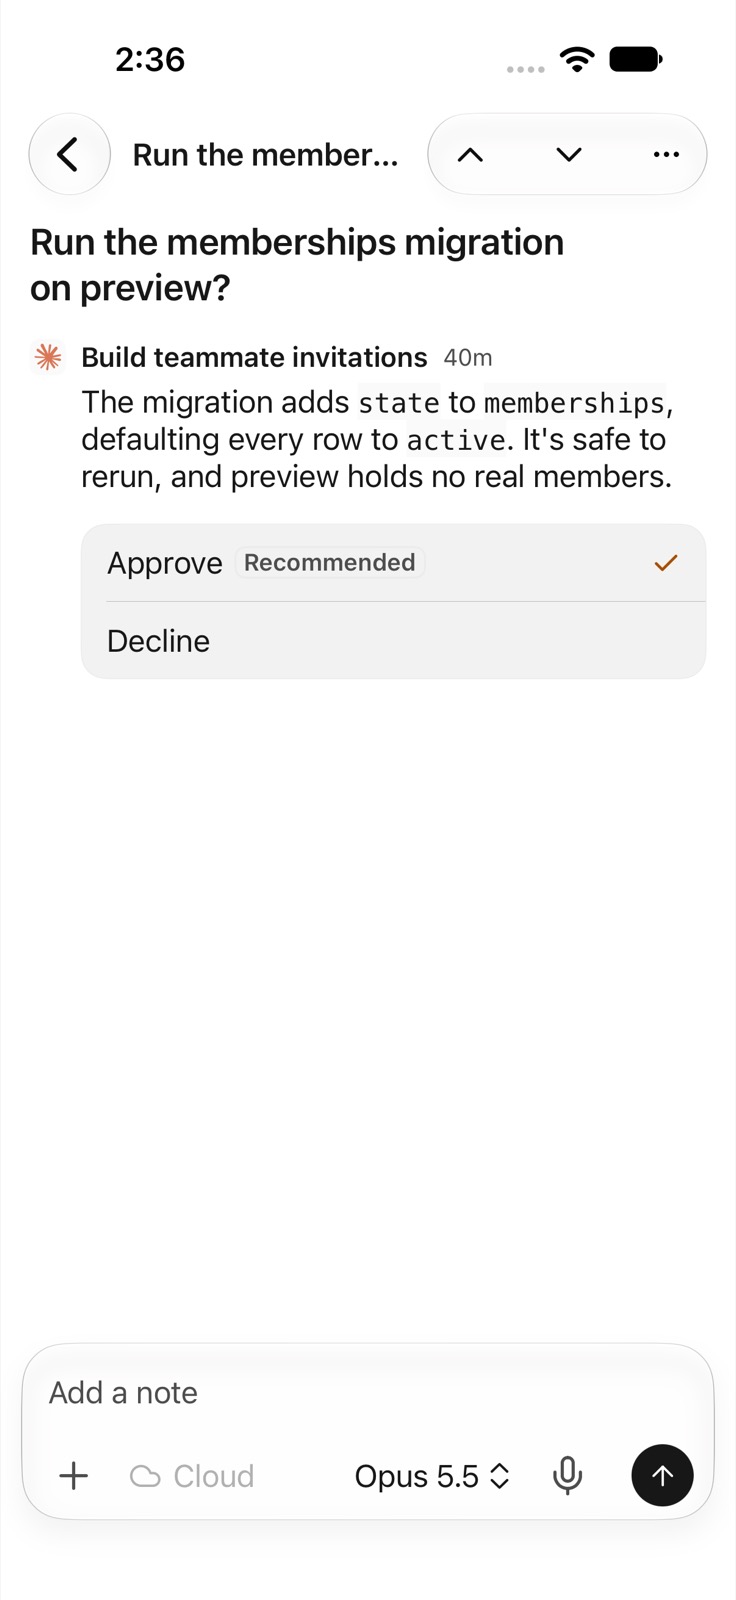 2:36
Run the member...
Run the memberships migration
on preview?
Build teammate invitations 40m
The migration adds state to memberships,
defaulting every row to active. It's safe to
rerun, and preview holds no real members.
Approve Recommended
Decline
Add a note
Cloud Opus 5.5